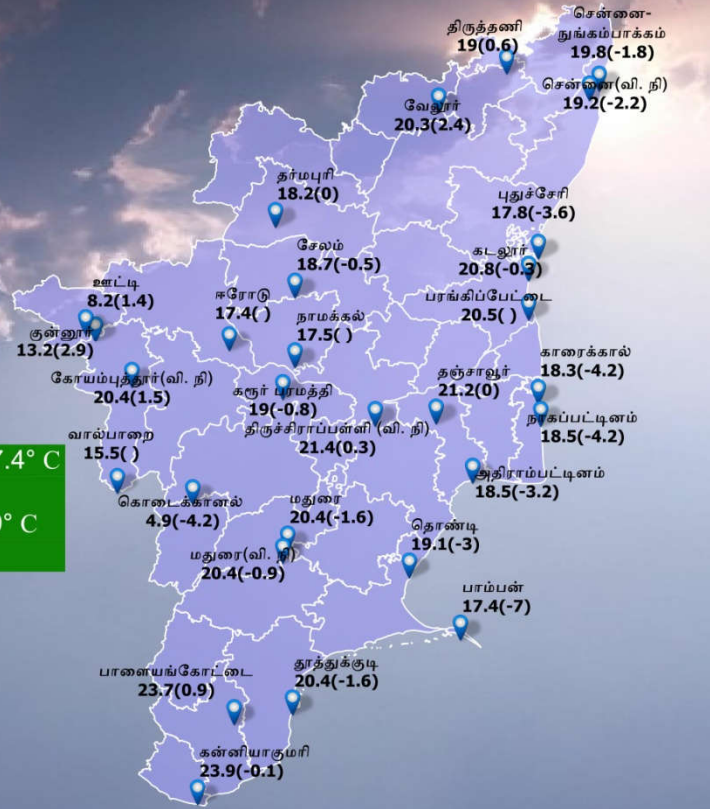 சென்னை-
திருத்தணி
நுங்கம்பாக்கம்
19(0.6)
19.8(-1.8)
சென்னை(வி. நி)
19.2(-2.2)
வேலூர்
20.3(2.4)
தர்மபுரி
18.2(0)
புதுச்சேரி
17.8(-3.6)
சேலம்
18.7(-0.5)
கடலூர்
20.8(-0.3)
ஊட்டி
8.2(1.4)
ஈரோடு
17.4( )
நாமக்கல்
17.5( )
பரங்கிப்பேட்டை
20.5( )
குன்னூர்
13.2(2.9)
காரைக்கால்
18.3(-4.2)
கோயம்புத்தூர்(வி. நி)
20.4(1.5)
கரூர் பரமத்தி
19(-0.8)
தஞ்சாவூர்
21.2(0)
நாகப்பட்டினம்
18.5(-4.2)
திருச்சிராப்பள்ளி (வி. நி)
21.4(0.3)
வால்பாறை
15.5( )
7.4° C
அதிராம்பட்டினம்
18.5(-3.2)
கொடைக்கானல்
4.9(-4.2)
மதுரை
20.4(-1.6)
° C
தொண்டி
19.1(-3)
மதுரை(வி. நி)
20.4(-0.9)
பாம்பன்
17.4(-7)
பாளையங்கோட்டை
23.7(0.9)
தூத்துக்குடி
20.4(-1.6)
கன்னியாகுமரி
23.9(-0.1)